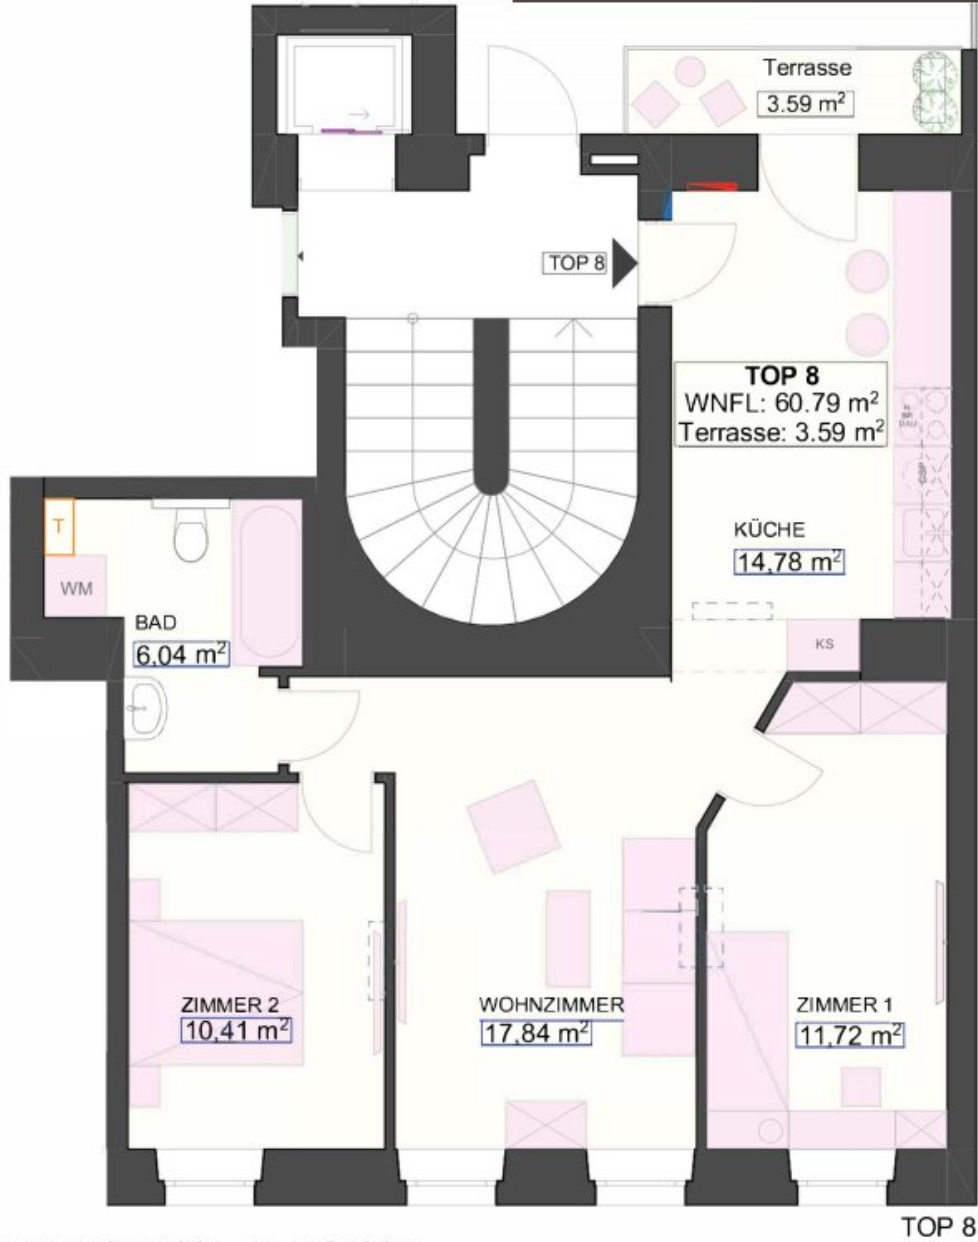 Terrasse
3.59 m²
TOP 8
TOP 8
WNFL: 60.79 m²
Terrasse: 3.59 m²
GSP
KÜCHE
14,78 m²
T
WM
BAD
6,04 m²
KS
ZIMMER 2
10,41 m²
WOHNZIMMER
17,84 m²
ZIMMER 1
11,72 m²
TOP 8